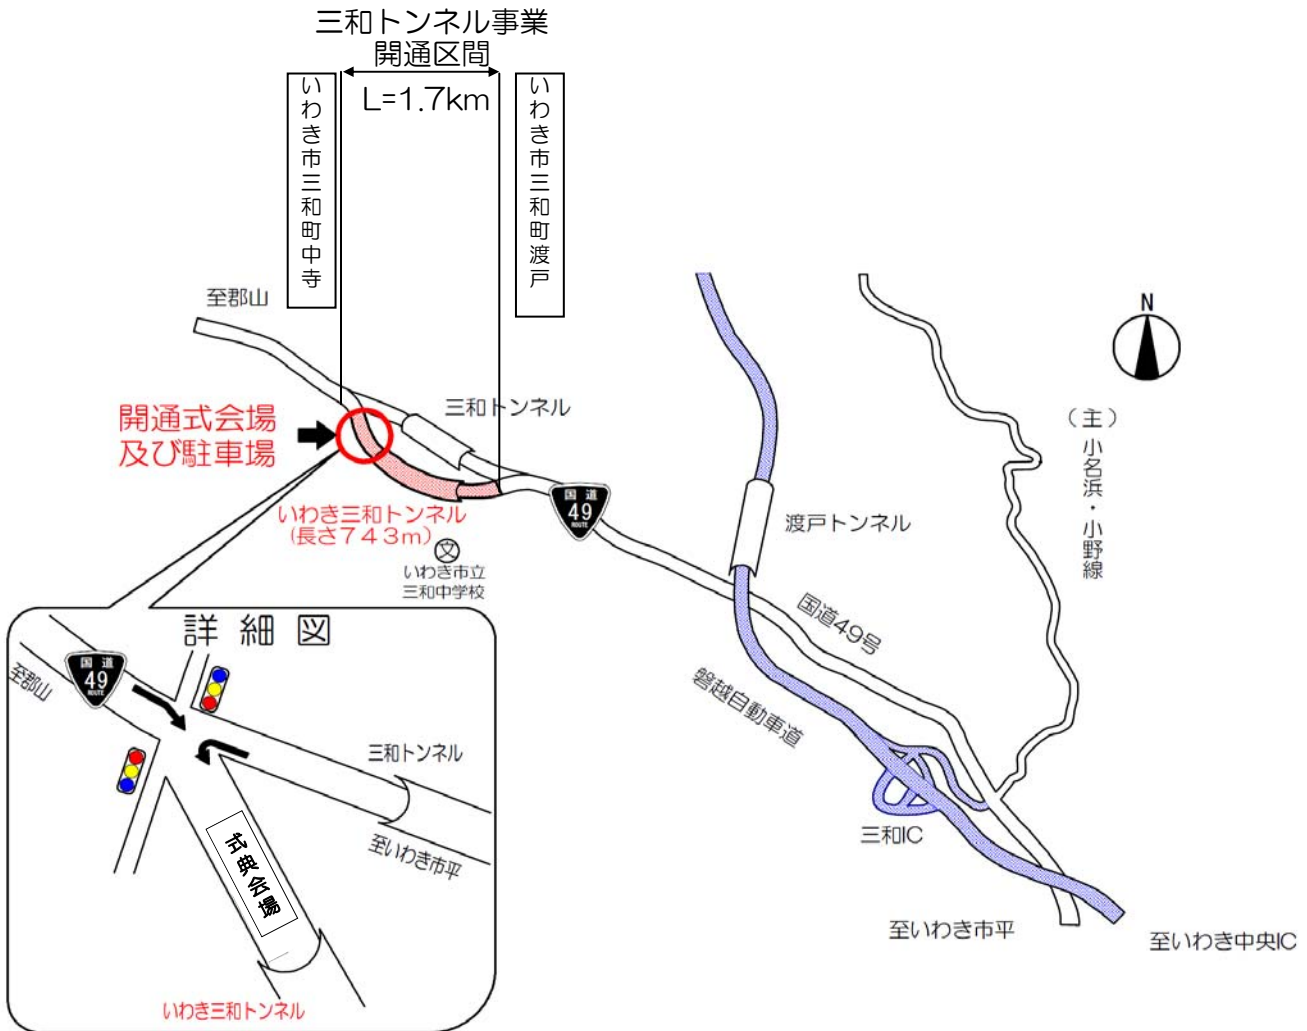 三和トンネル事業
開通区間
L=1.7km
いわき市三和町中寺
いわき市三和町渡戸
至郡山
N
三和トンネル
開通式会場
及び駐車場
(主)小名浜・小野線
国道
49
ROUTE
いわき三和トンネル
(長さ743m)
渡戸トンネル
文
いわき市立
三和中学校
国道49号
磐越自動車道
三和IC
至いわき市平
至いわき中央IC
詳細図
至郡山
国道
49
ROUTE
三和トンネル
至いわき市平
式典会場
いわき三和トンネル